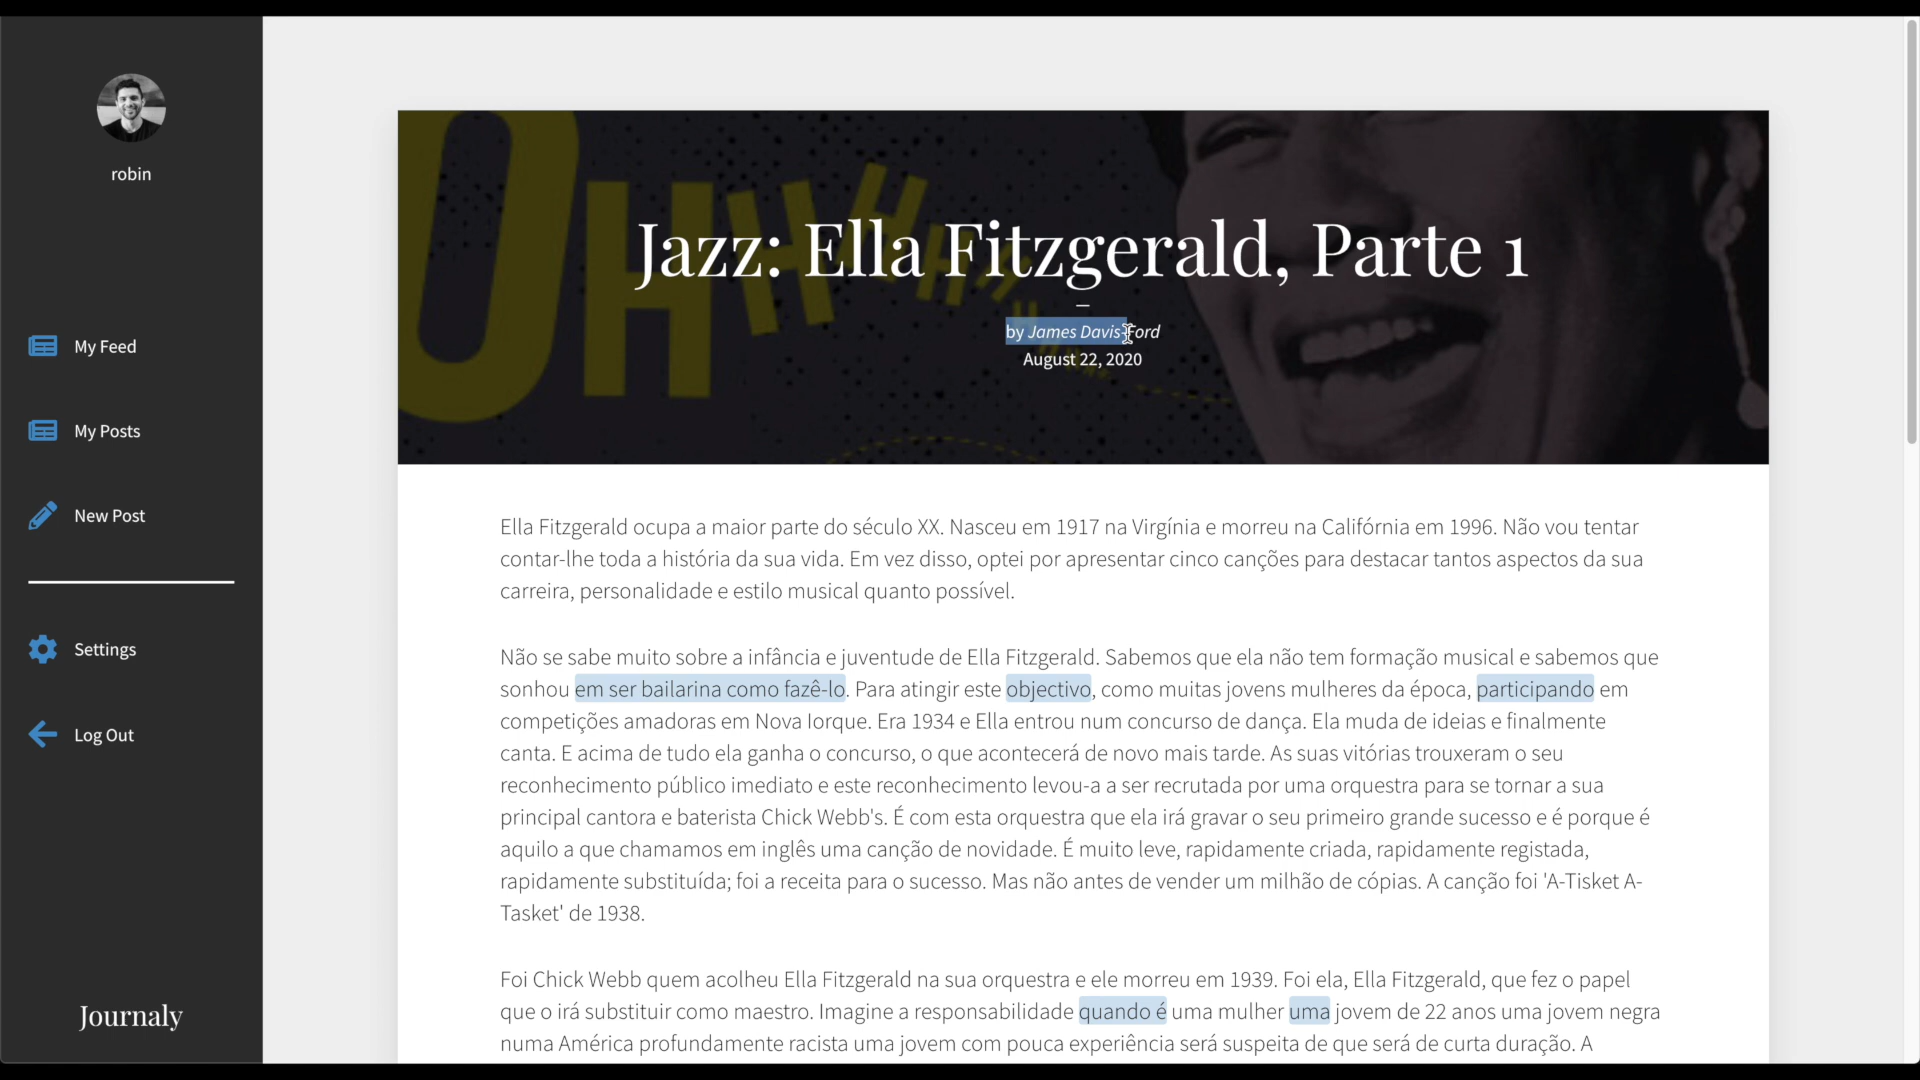 robin
My Feed
My Posts
New Post
Settings
Log Out
Journaly
OHHHHHH
Jazz: Ella Fitzgerald, Parte 1
by James Davis-Ford
August 22, 2020
Ella Fitzgerald ocupa a maior parte do século XX. Nasceu em 1917 na Virgínia e morreu na Califórnia em 1996. Não vou tentar
contar-lhe toda a história da sua vida. Em vez disso, optei por apresentar cinco canções para destacar tantos aspectos da sua
carreira, personalidade e estilo musical quanto possível.
Não se sabe muito sobre a infância e juventude de Ella Fitzgerald. Sabemos que ela não tem formação musical e sabemos que
sonhou em ser bailarina como fazê-lo. Para atingir este objectivo, como muitas jovens mulheres da época, participando em
competições amadoras em Nova Iorque. Era 1934 e Ella entrou num concurso de dança. Ela muda de ideias e finalmente
canta. E acima de tudo ela ganha o concurso, o que acontecerá de novo mais tarde. As suas vitórias trouxeram o seu
reconhecimento público imediato e este reconhecimento levou-a a ser recrutada por uma orquestra para se tornar a sua
principal cantora e baterista Chick Webb's. É com esta orquestra que ela irá gravar o seu primeiro grande sucesso e é porque é
aquilo a que chamamos em inglês uma canção de novidade. É muito leve, rapidamente criada, rapidamente registada,
rapidamente substituída; foi a receita para o sucesso. Mas não antes de vender um milhão de cópias. A canção foi 'A-Tisket A-
Tasket' de 1938.
Foi Chick Webb quem acolheu Ella Fitzgerald na sua orquestra e ele morreu em 1939. Foi ela, Ella Fitzgerald, que fez o papel
que o irá substituir como maestro. Imagine a responsabilidade quando é uma mulher uma jovem de 22 anos uma jovem negra
numa América profundamente racista uma jovem com pouca experiência será suspeita de que será de curta duração. A